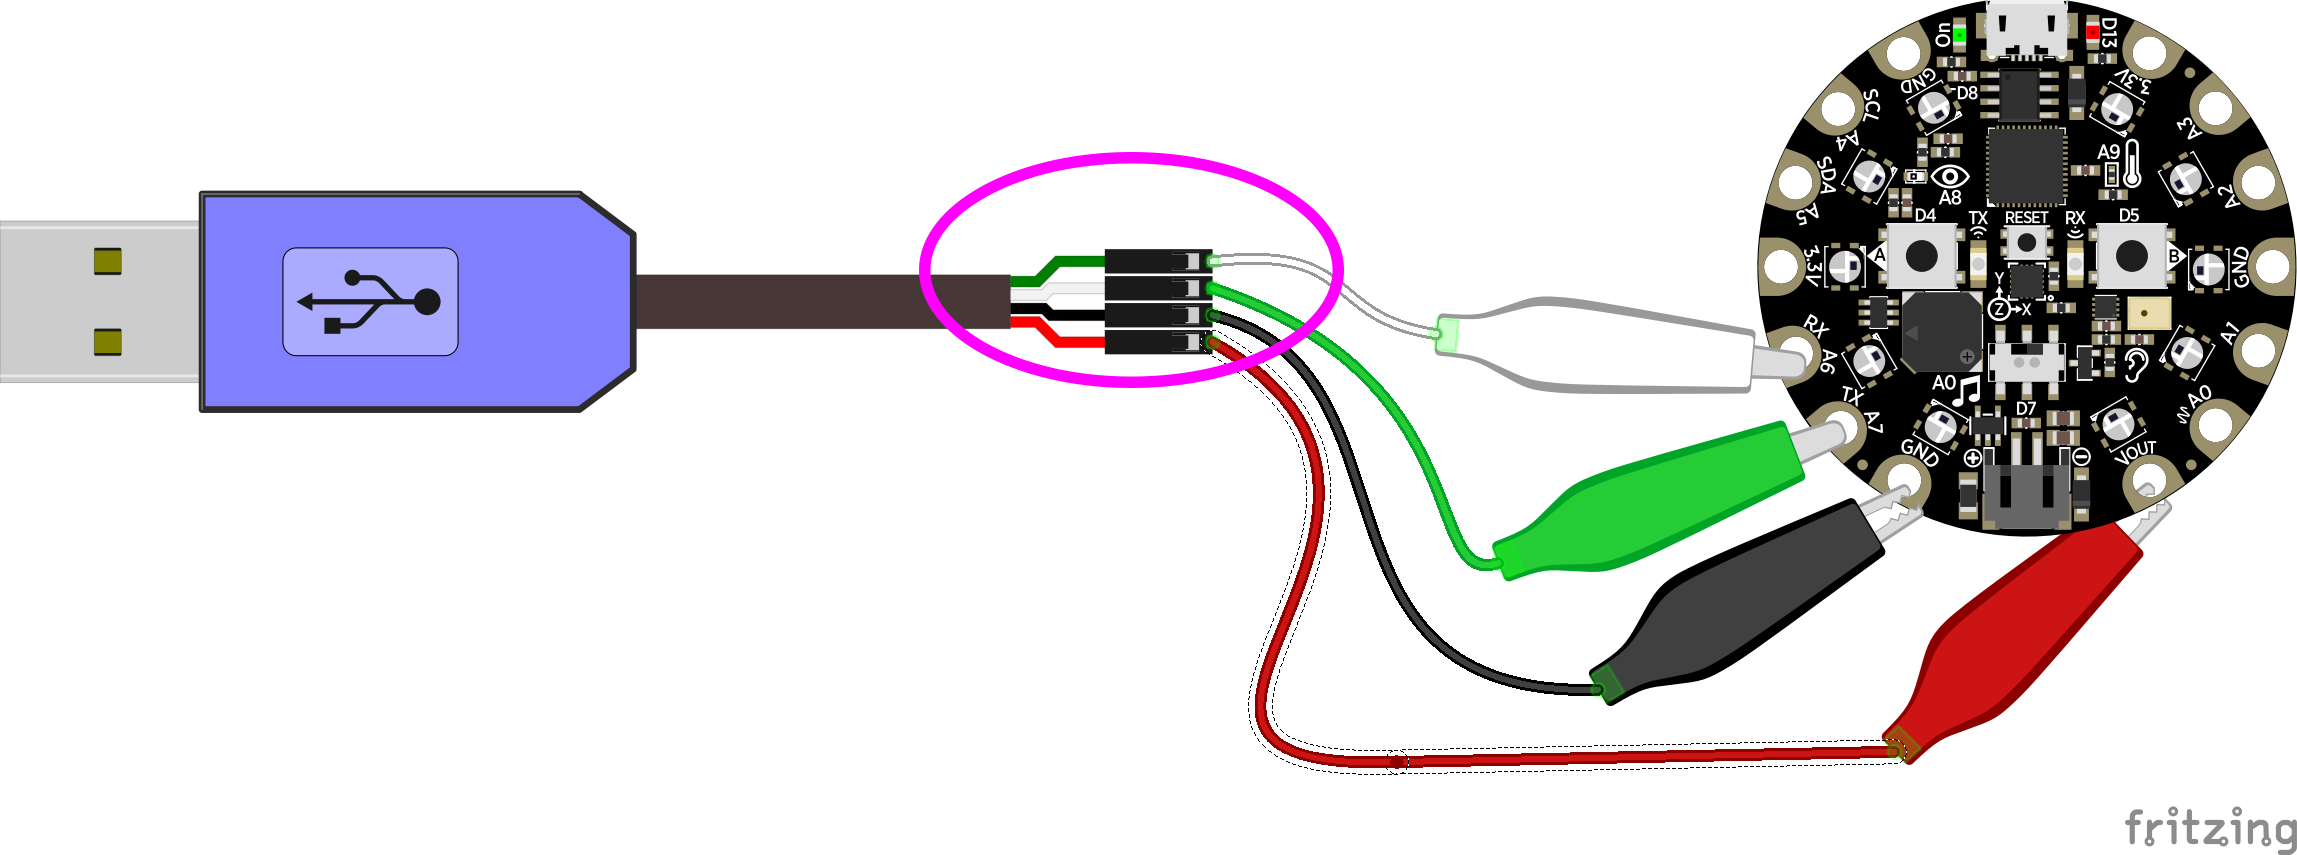 On
D13
GND
D8
3.3V
SCL
A4
A3
A9
SDA
A5
A8
A2
D4
TX
RESET
RX
D5
A
B
3.3V
Y
Z
X
GND
RX
A6
A1
A0
TX
A7
D7
A0
GND
VOUT
fritzing